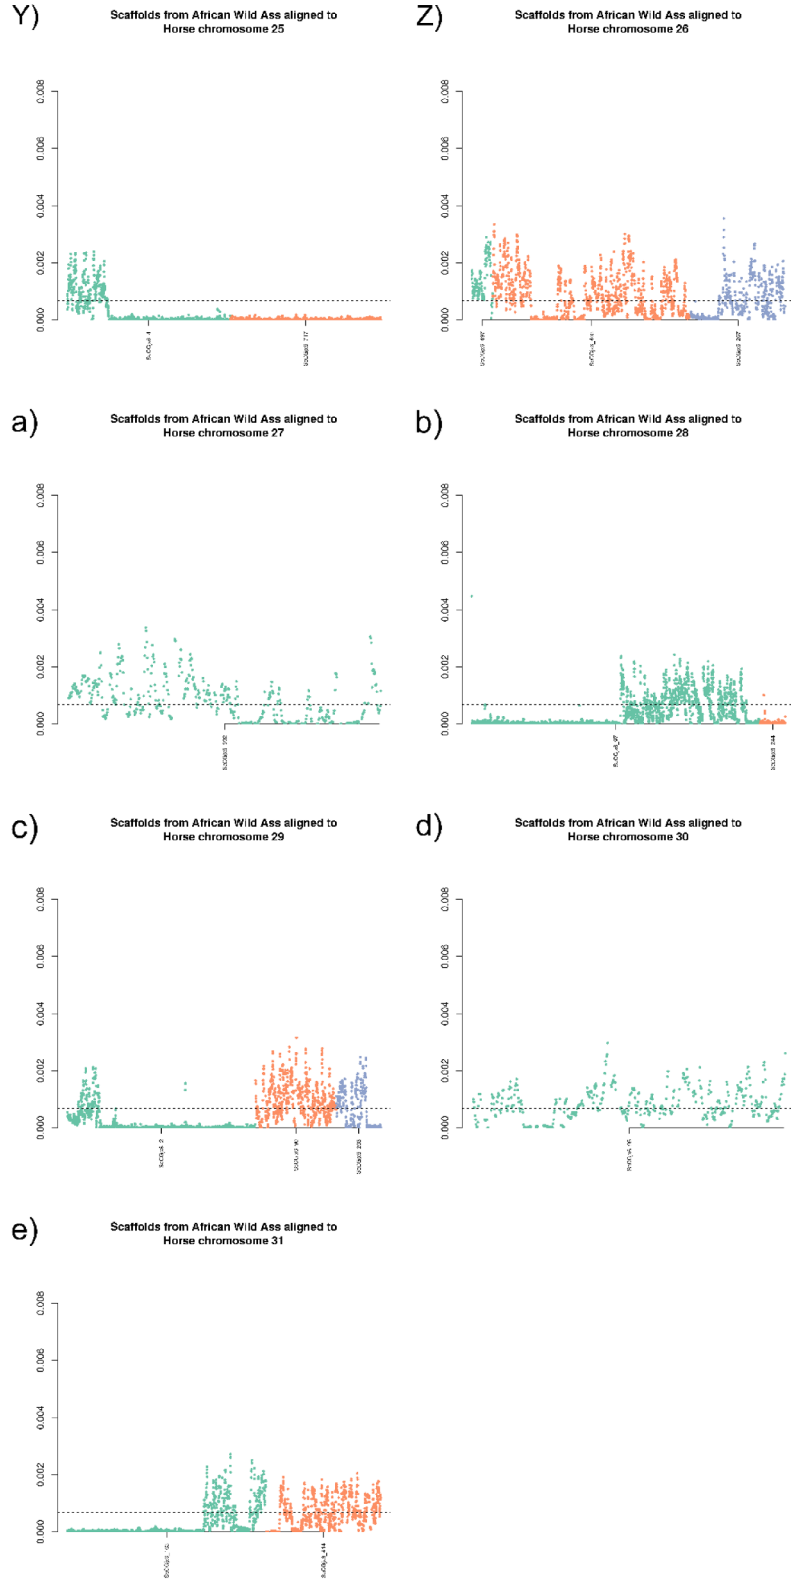 Y)
Scaffolds from African Wild Ass aligned to
Horse chromosome 25
0.008
0.006
0.004
0.002
0.000
Z)
Scaffolds from African Wild Ass aligned to
Horse chromosome 26
0.008
0.006
0.004
0.002
0.000
a)
Scaffolds from African Wild Ass aligned to
Horse chromosome 27
0.008
0.006
0.004
0.002
0.000
b)
Scaffolds from African Wild Ass aligned to
Horse chromosome 28
0.008
0.006
0.004
0.002
0.000
c)
Scaffolds from African Wild Ass aligned to
Horse chromosome 29
0.008
0.006
0.004
0.002
0.000
d)
Scaffolds from African Wild Ass aligned to
Horse chromosome 30
0.008
0.006
0.004
0.002
0.000
e)
Scaffolds from African Wild Ass aligned to
Horse chromosome 31
0.008
0.006
0.004
0.002
0.000